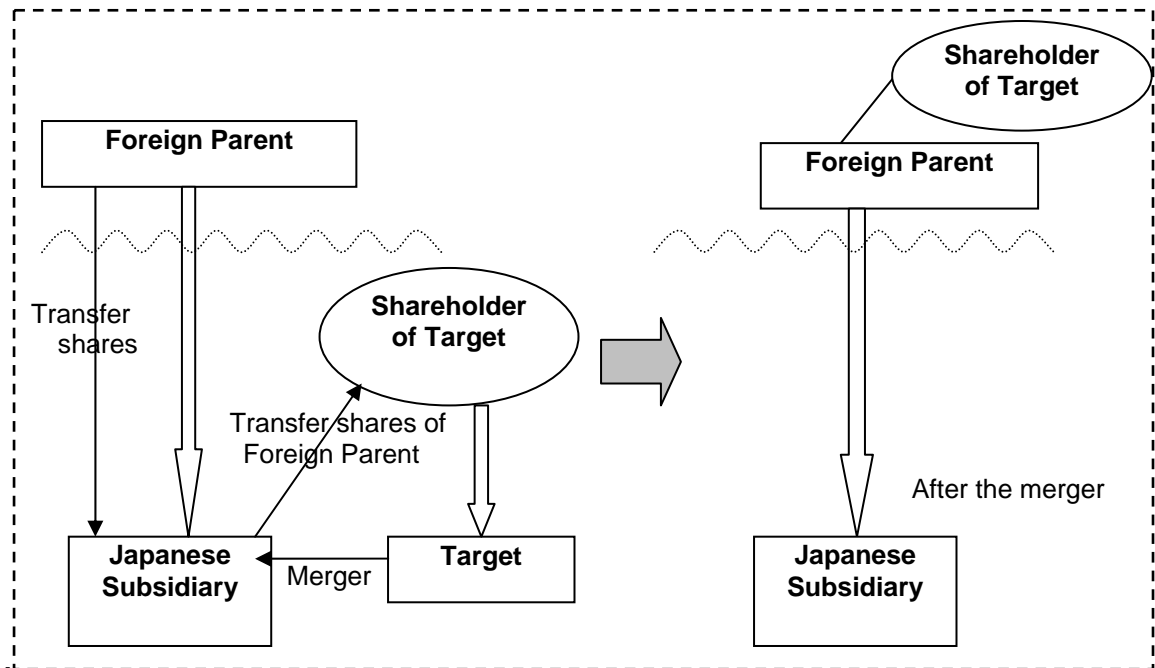 Foreign Parent
Transfer
shares
Shareholder
of Target
Transfer shares of
Foreign Parent
Japanese
Subsidiary
Merger
Target
Shareholder
of Target
Foreign Parent
After the merger
Japanese
Subsidiary